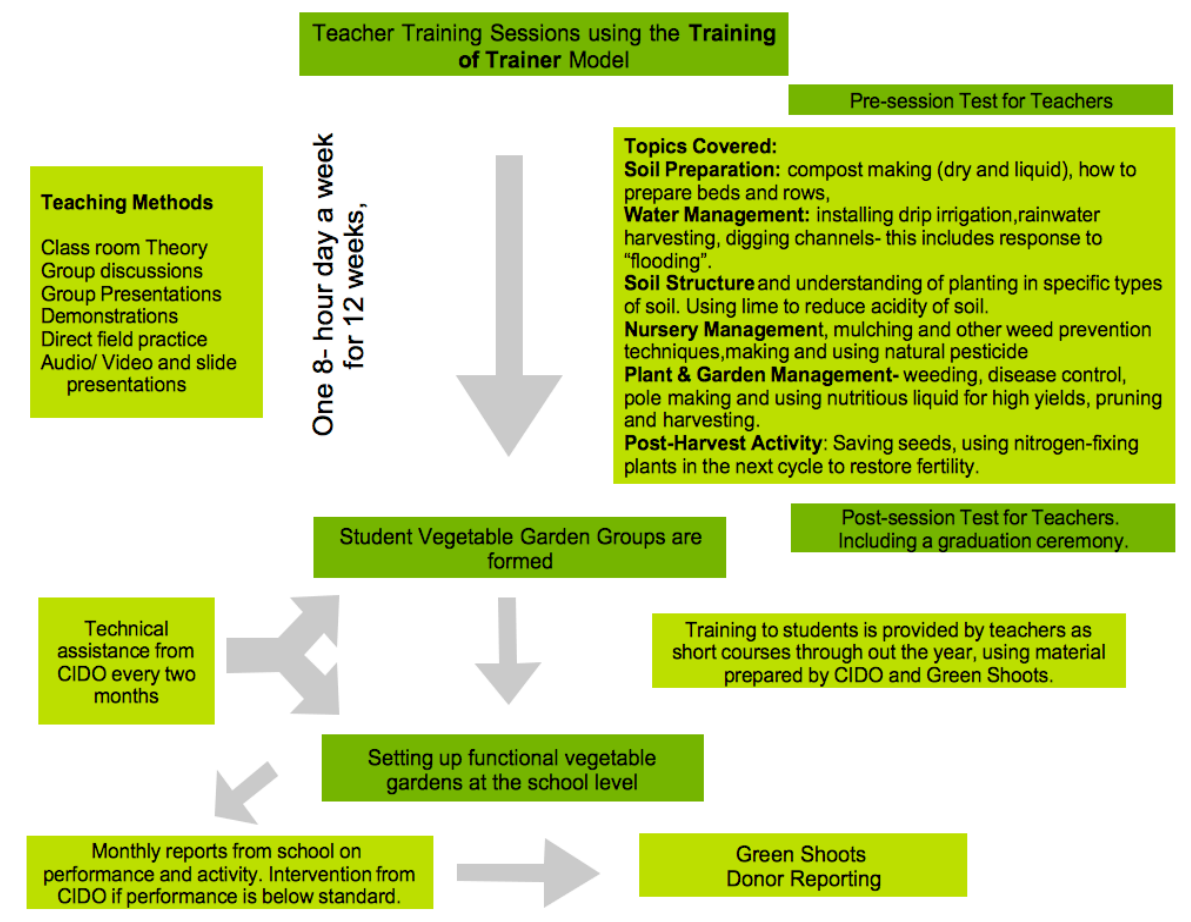 Teacher Training Sessions using the Training
of Trainer Model
Pre-session Test for Teachers
One 8- hour day a week
for 12 weeks,
Teaching Methods
Class room Theory
Group discussions
Group Presentations
Demonstrations
Direct field practice
Audio/ Video and slide
presentations
Topics Covered:
Soil Preparation: compost making (dry and liquid), how to
prepare beds and rows,
Water Management: installing drip irrigation,rainwater
harvesting, digging channels- this includes response to
“flooding”.
Soil Structure and understanding of planting in specific types
of soil. Using lime to reduce acidity of soil.
Nursery Management, mulching and other weed prevention
techniques,making and using natural pesticide
Plant & Garden Management- weeding, disease control,
pole making and using nutritious liquid for high yields, pruning
and harvesting.
Post-Harvest Activity: Saving seeds, using nitrogen-fixing
plants in the next cycle to restore fertility.
Post-session Test for Teachers.
Including a graduation ceremony.
Student Vegetable Garden Groups are
formed
Technical
assistance from
CIDO every two
months
Training to students is provided by teachers as
short courses through out the year, using material
prepared by CIDO and Green Shoots.
Setting up functional vegetable
gardens at the school level
Monthly reports from school on
performance and activity. Intervention from
CIDO if performance is below standard.
Green Shoots
Donor Reporting